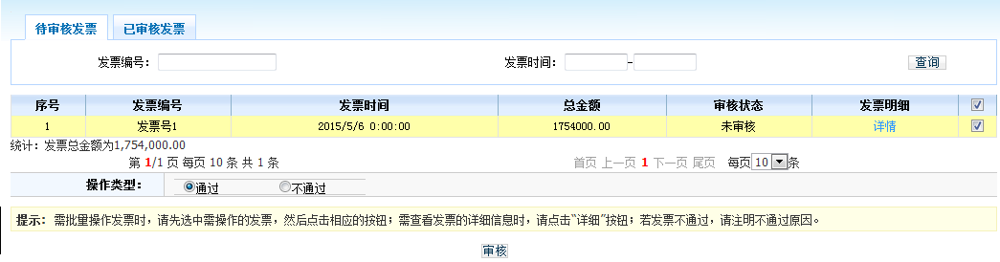 待审核发票 已审核发票
发票编号： 发票时间： - 查询
序号 发票编号 发票时间 总金额 审核状态 发票明细
1 发票号1 2015/5/6 0:00:00 1754000.00 未审核 详情
统计：发票总金额为1,754,000.00
第 1/1 页 每页 10 条 共 1 条 首页 上一页 1 下一页 尾页 每页 10 条
操作类型： 通过 不通过
提示：需批量操作发票时，请先选中需操作的发票，然后点击相应的按钮；需查看发票的详细信息时，请点击“详细”按钮；若发票不通过，请注明不通过原因。
审核